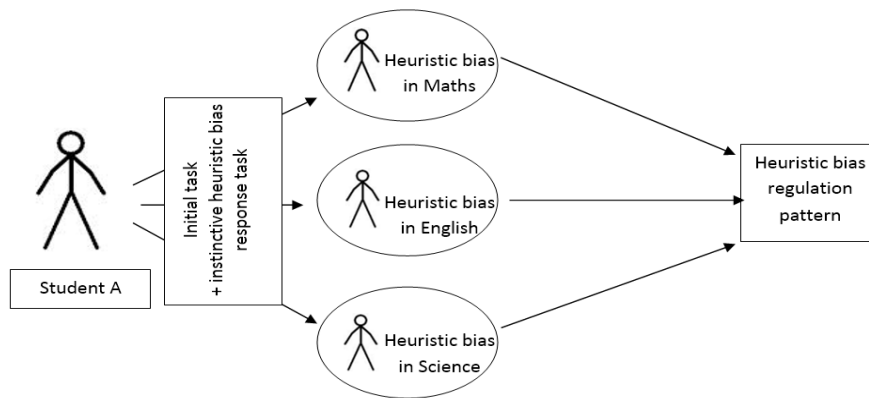 Student A
Initial task
+ instinctive heuristic bias
response task
Heuristic bias
in Maths
Heuristic bias
in English
Heuristic bias
in Science
Heuristic bias
regulation
pattern